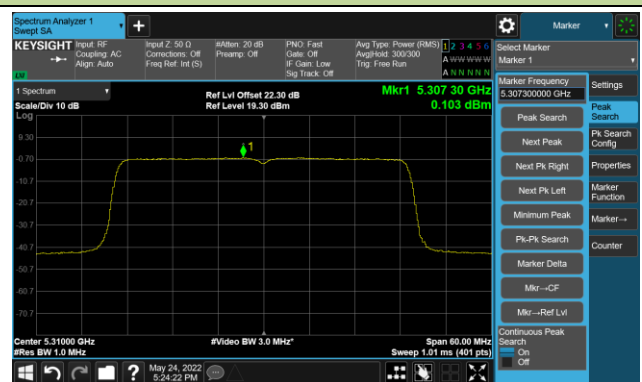 Spectrum Analyzer 1
Swept SA
Marker
KEYSIGHT
Input: RF
Coupling: AC
Align: Auto
Input Z: 50 Ω
Corrections: Off
Freq Ref: Int (S)
#Atten: 20 dB
Preamp: Off
PNO: Fast
Gate: Off
IF Gain: Low
Sig Track: Off
Avg Type: Power (RMS)
Avg|Hold: 300/300
Trig: Free Run
1 2 3 4 5 6
A W W W W W
A N N N N N
Select Marker
Marker 1
LW
1 Spectrum
Scale/Div 10 dB
Log
Ref Lvl Offset 22.30 dB
Ref Level 19.30 dBm
Mkr1 5.307 30 GHz
0.103 dBm
Marker Frequency
5.307300000 GHz
Peak Search
Next Peak
Next Pk Right
Next Pk Left
Minimum Peak
Pk-Pk Search
Marker Delta
Mkr→CF
Mkr→Ref Lvl
Continuous Peak
Search
On
Off
Settings
Peak
Search
Pk Search
Config
Properties
Marker
Function
Marker→
Counter
9.30
-0.70
-10.7
-20.7
-30.7
-40.7
-50.7
-60.7
-70.7
1
Center 5.31000 GHz
#Res BW 1.0 MHz
#Video BW 3.0 MHz*
Span 60.00 MHz
Sweep 1.01 ms (401 pts)
?
May 24, 2022
5:24:22 PM